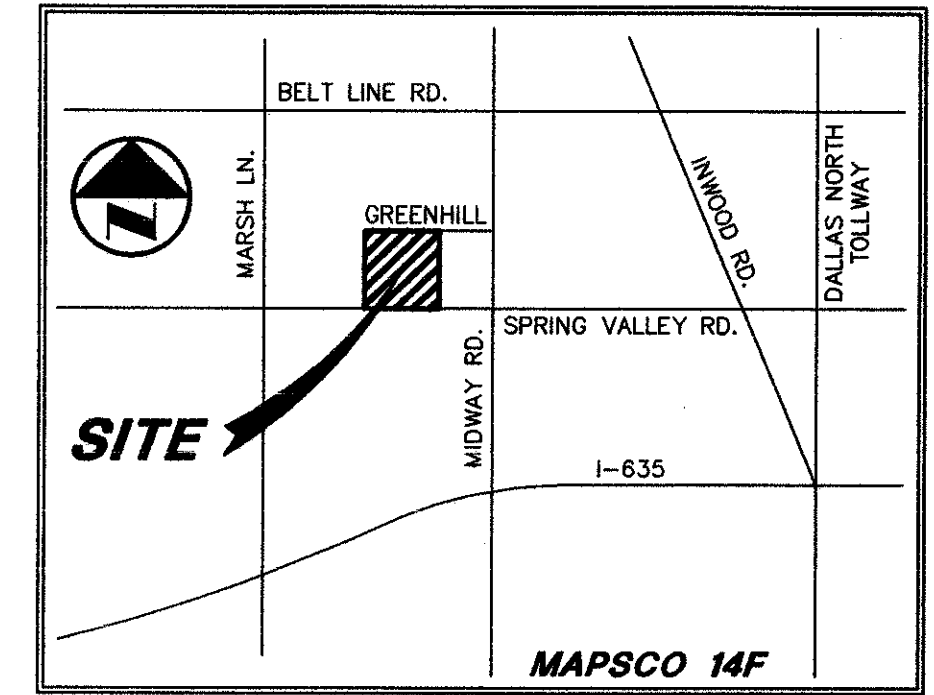 BELT LINE RD.
MARSH LN.
GREENHILL
INWOOD RD.
DALLAS NORTH
TOLLWAY
SPRING VALLEY RD.
MIDWAY RD.
SITE
I-635
MAPSCO 14F
N